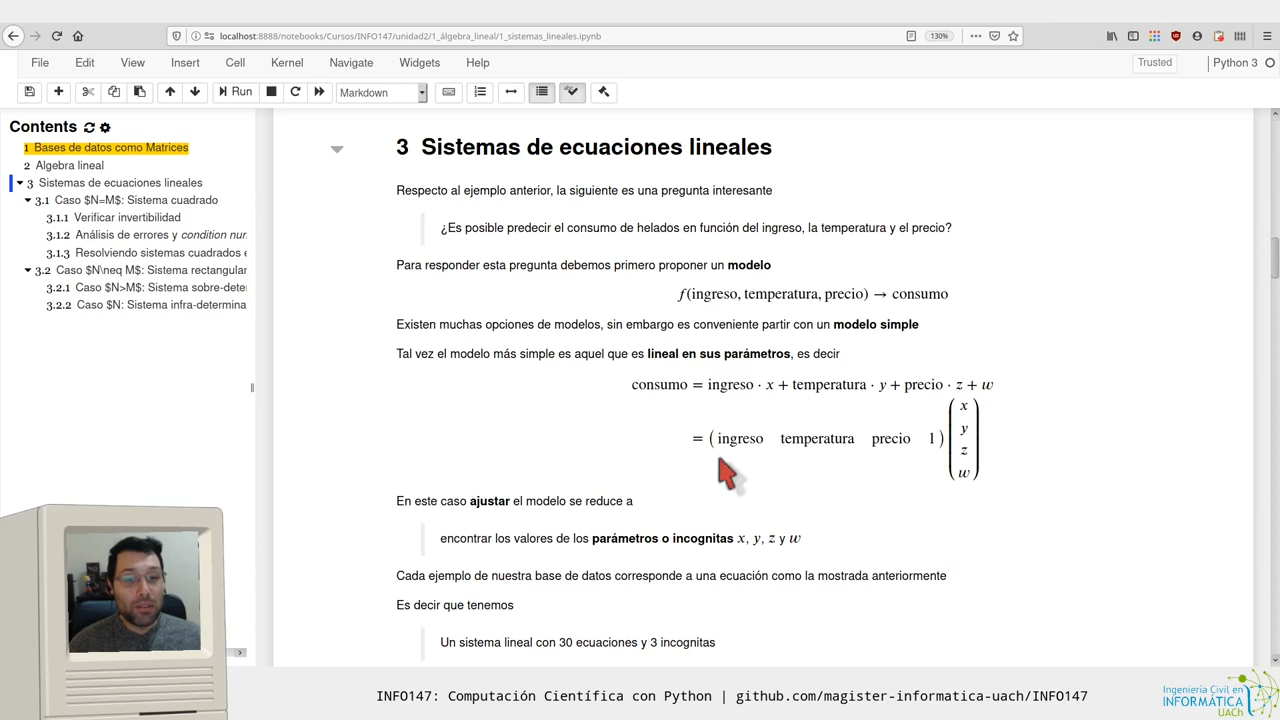 localhost:8888/notebooks/Cursos/INFO147/unidad2/1_álgebra_lineal/1_sistemas_lineales.ipynb
130%
File Edit View Insert Cell Kernel Navigate Widgets Help
Trusted
Python 3
Run
Markdown
Contents
1 Bases de datos como Matrices
2 Algebra lineal
3 Sistemas de ecuaciones lineales
3.1 Caso $N=M$: Sistema cuadrado
3.1.1 Verificar invertibilidad
3.1.2 Análisis de errores y condition nur
3.1.3 Resolviendo sistemas cuadrados e
3.2 Caso $N\neq M$: Sistema rectangular
3.2.1 Caso $N>M$: Sistema sobre-deter
3.2.2 Caso $N: Sistema infra-determina
3 Sistemas de ecuaciones lineales
Respecto al ejemplo anterior, la siguiente es una pregunta interesante
¿Es posible predecir el consumo de helados en función del ingreso, la temperatura y el precio?
Para responder esta pregunta debemos primero proponer un modelo
f(ingreso, temperatura, precio) → consumo
Existen muchas opciones de modelos, sin embargo es conveniente partir con un modelo simple
Tal vez el modelo más simple es aquel que es lineal en sus parámetros, es decir
consumo = ingreso · x + temperatura · y + precio · z + w
= ( ingreso temperatura precio 1 ) ( x
y
z
w )
En este caso ajustar el modelo se reduce a
encontrar los valores de los parámetros o incognitas x, y, z y w
Cada ejemplo de nuestra base de datos corresponde a una ecuación como la mostrada anteriormente
Es decir que tenemos
Un sistema lineal con 30 ecuaciones y 3 incognitas
INFO147: Computación Científica con Python | github.com/magister-informatica-uach/INFO147
Ingeniería Civil en
INFORMÁTICA
UACh